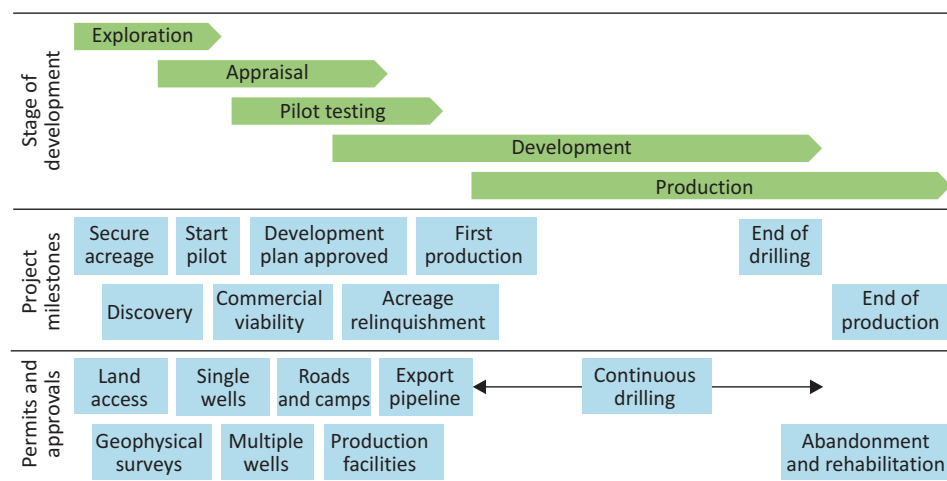 Stage of
development
Exploration
Appraisal
Pilot testing
Development
Production
Project
milestones
Secure
acreage
Start
pilot
Development
plan approved
First
production
End of
drilling
Discovery
Commercial
viability
Acreage
relinquishment
End of
production
Permits and
approvals
Land
access
Single
wells
Roads
and camps
Export
pipeline
Continuous
drilling
Geophysical
surveys
Multiple
wells
Production
facilities
Abandonment
and rehabilitation